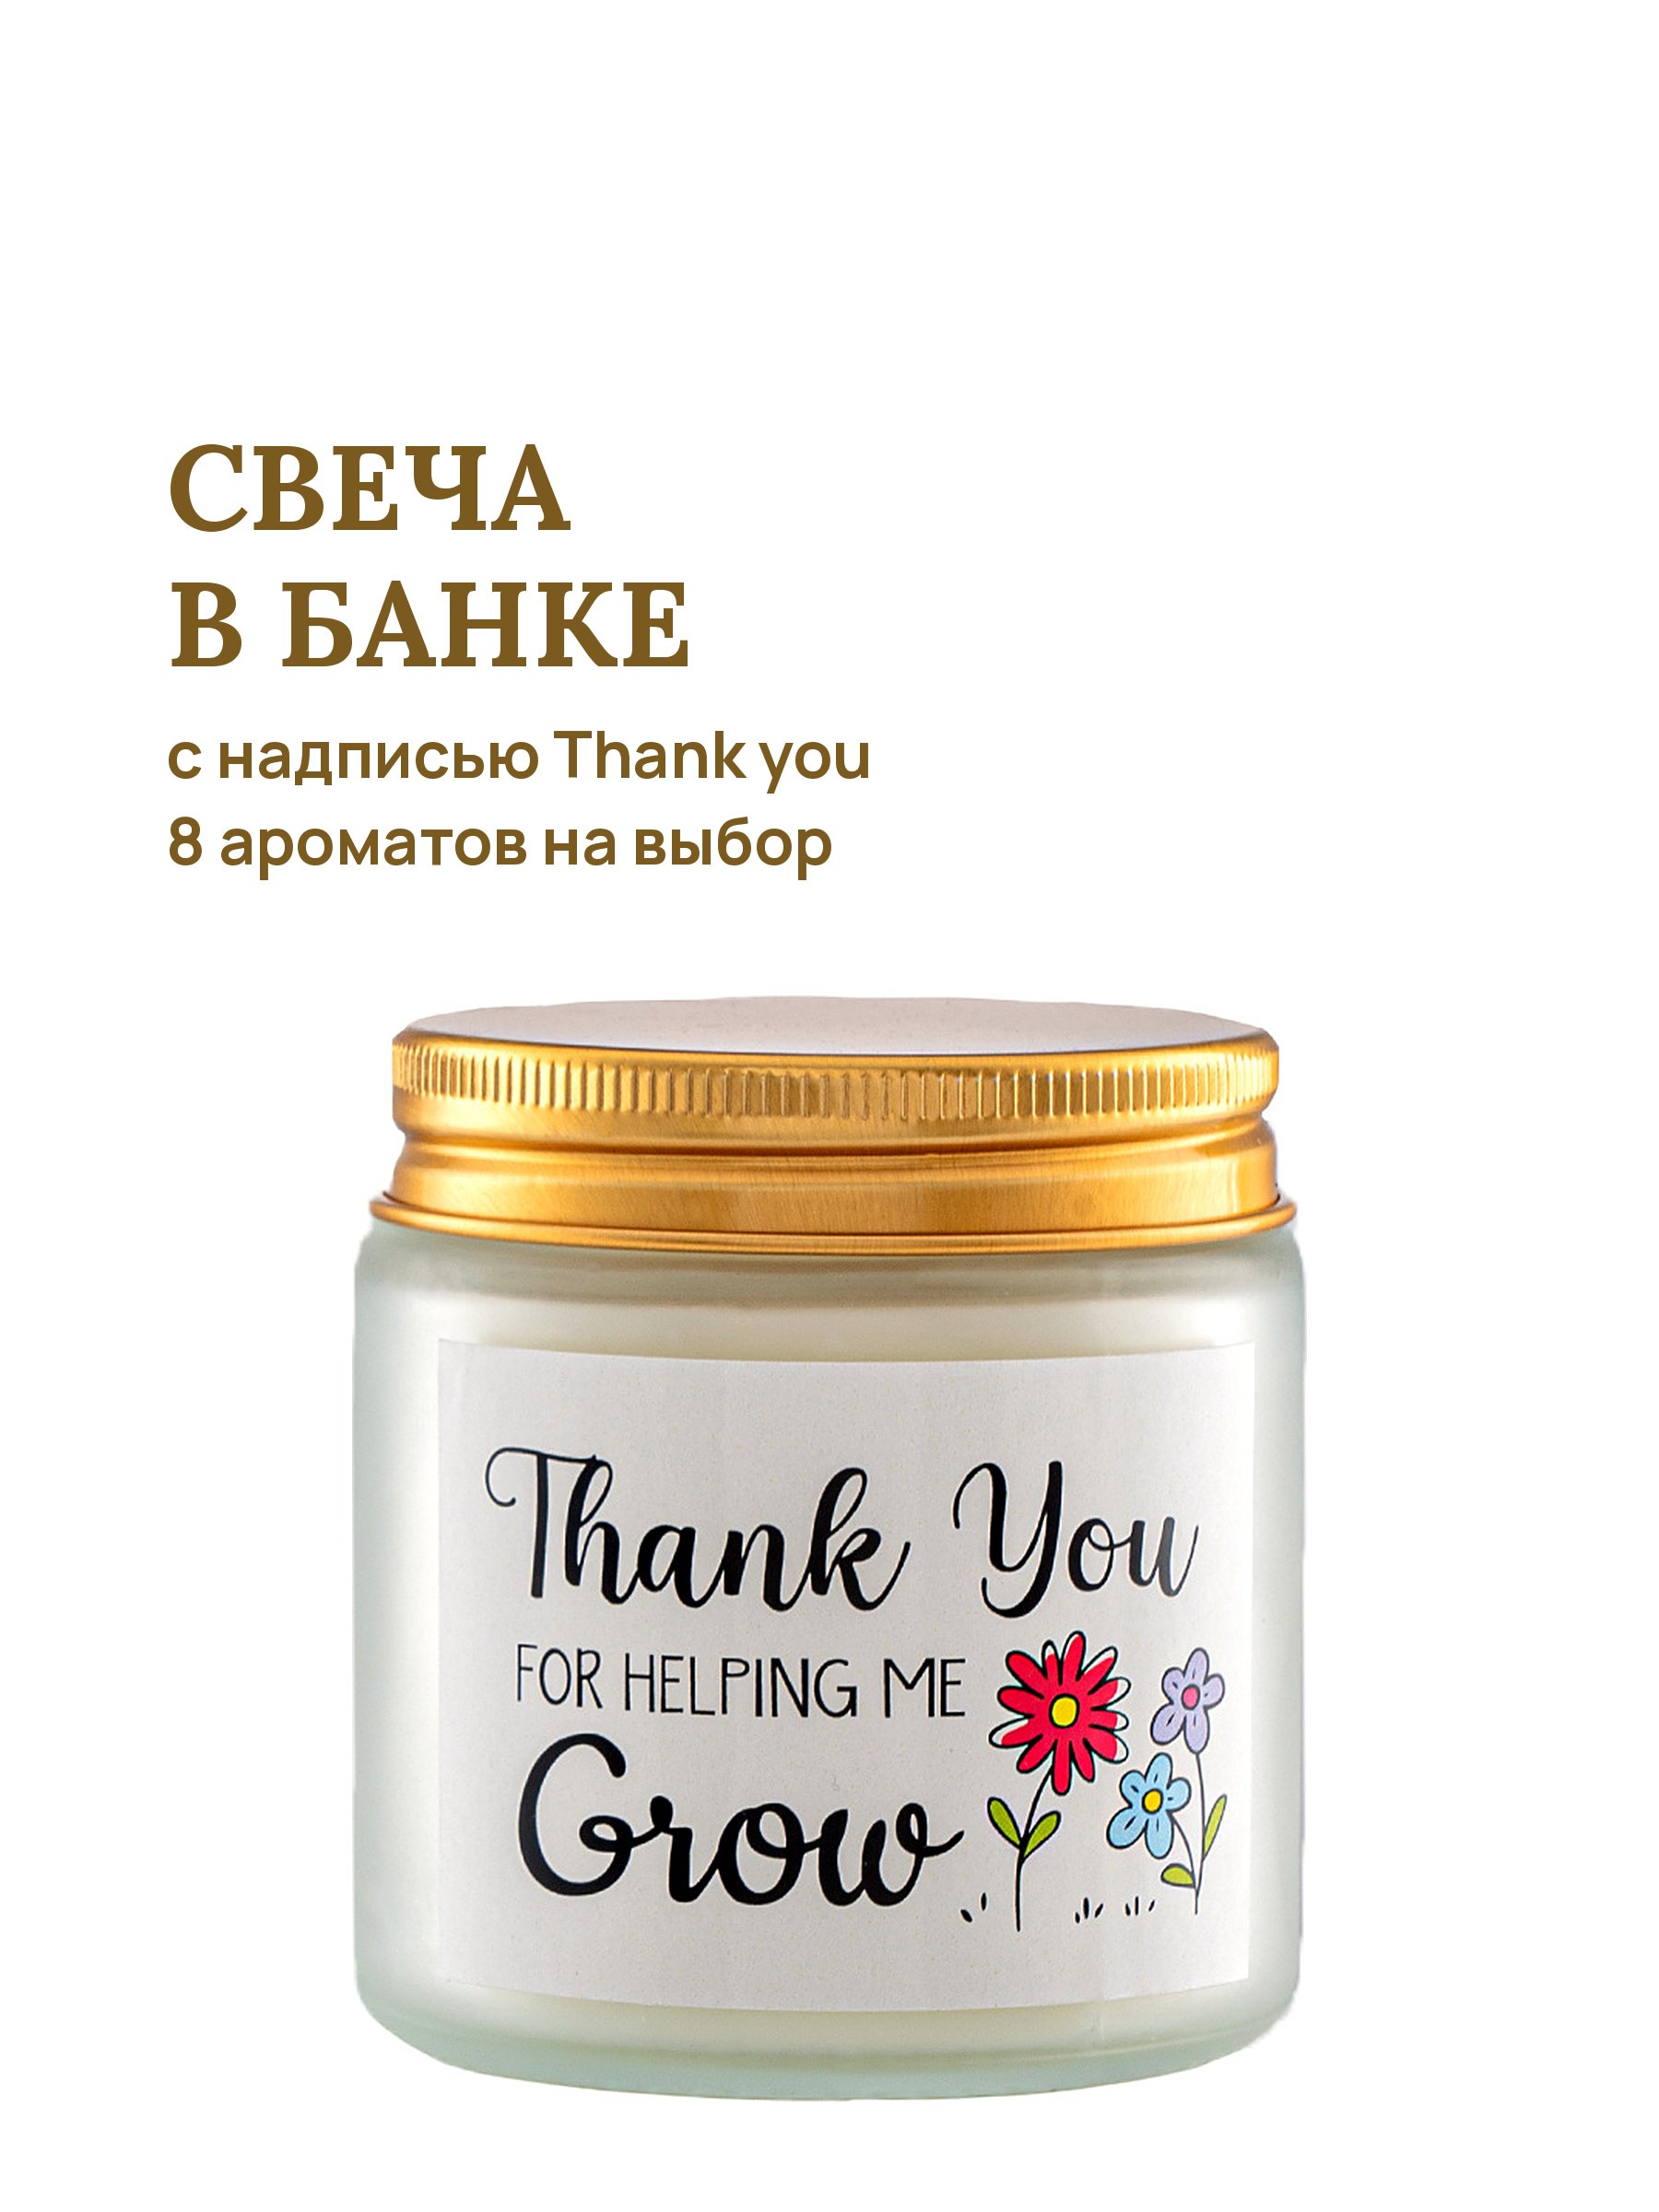 СВЕЧА
В БАНКЕ
с надписью Thank you
8 ароматов на выбор
Thank You
FOR HELPING ME
Grow